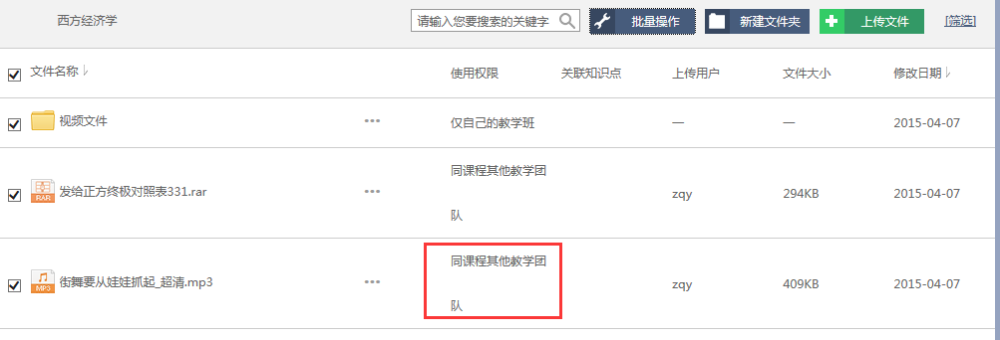 西方经济学
请输入您要搜索的关键字
批量操作
新建文件夹
上传文件
[筛选]
文件名称
使用权限
关联知识点
上传用户
文件大小
修改日期
视频文件
仅自己的教学班
—
—
2015-04-07
RAR
发给正方终极对照表331.rar
同课程其他教学团
队
zqy
294KB
2015-04-07
MP3
街舞要从娃娃抓起_超清.mp3
同课程其他教学团
队
zqy
409KB
2015-04-07